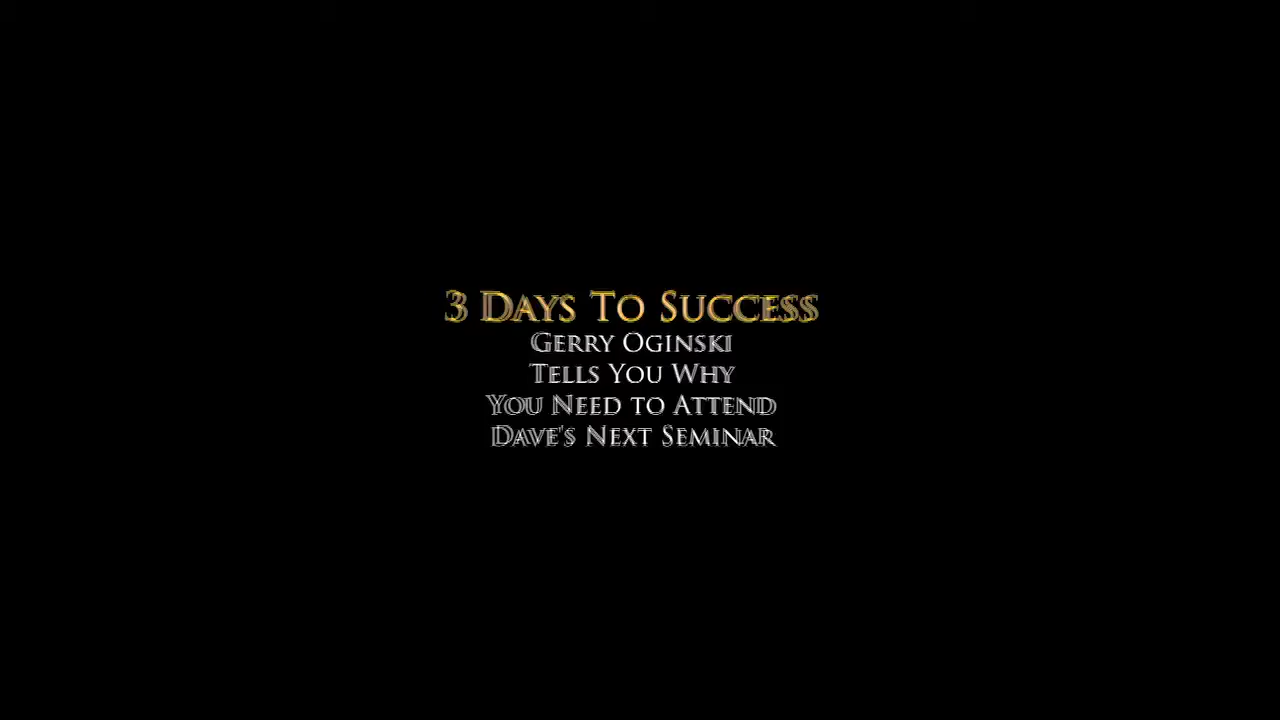 3 Days To Success
Gerry Oginski
Tells You Why
You Need to Attend
Dave's Next Seminar